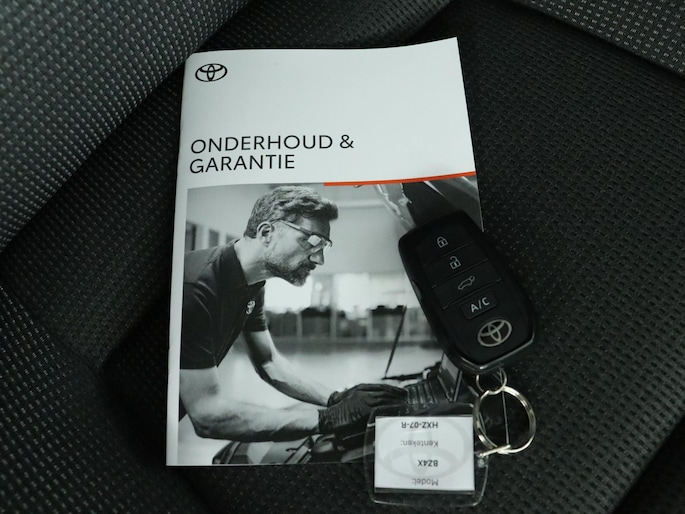 ONDERHOUD &
GARANTIE
A/C
Model:
BZ4X
Kenteken:
HXZ-07-R